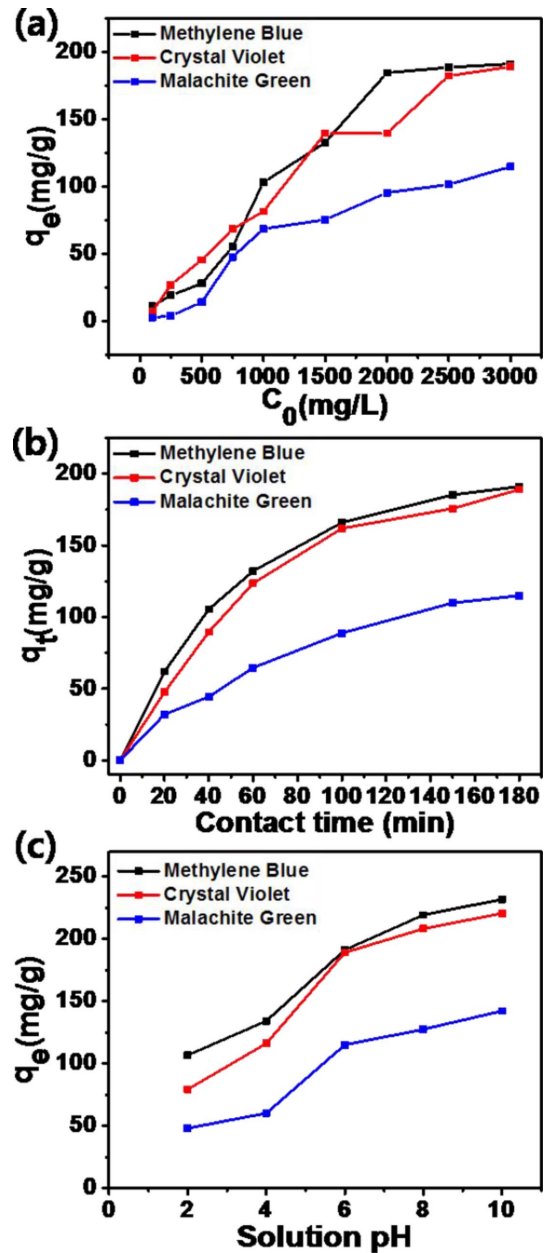 (a)
Methylene Blue
Crystal Violet
Malachite Green
200
150
100
50
0
qe(mg/g)
0 500 1000 1500 2000 2500 3000
C0(mg/L)
(b)
Methylene Blue
Crystal Violet
Malachite Green
200
150
100
50
0
qt(mg/g)
0 20 40 60 80 100 120 140 160 180
Contact time (min)
(c)
Methylene Blue
Crystal Violet
Malachite Green
250
200
150
100
50
0
qe(mg/g)
2 4 6 8 10
Solution pH